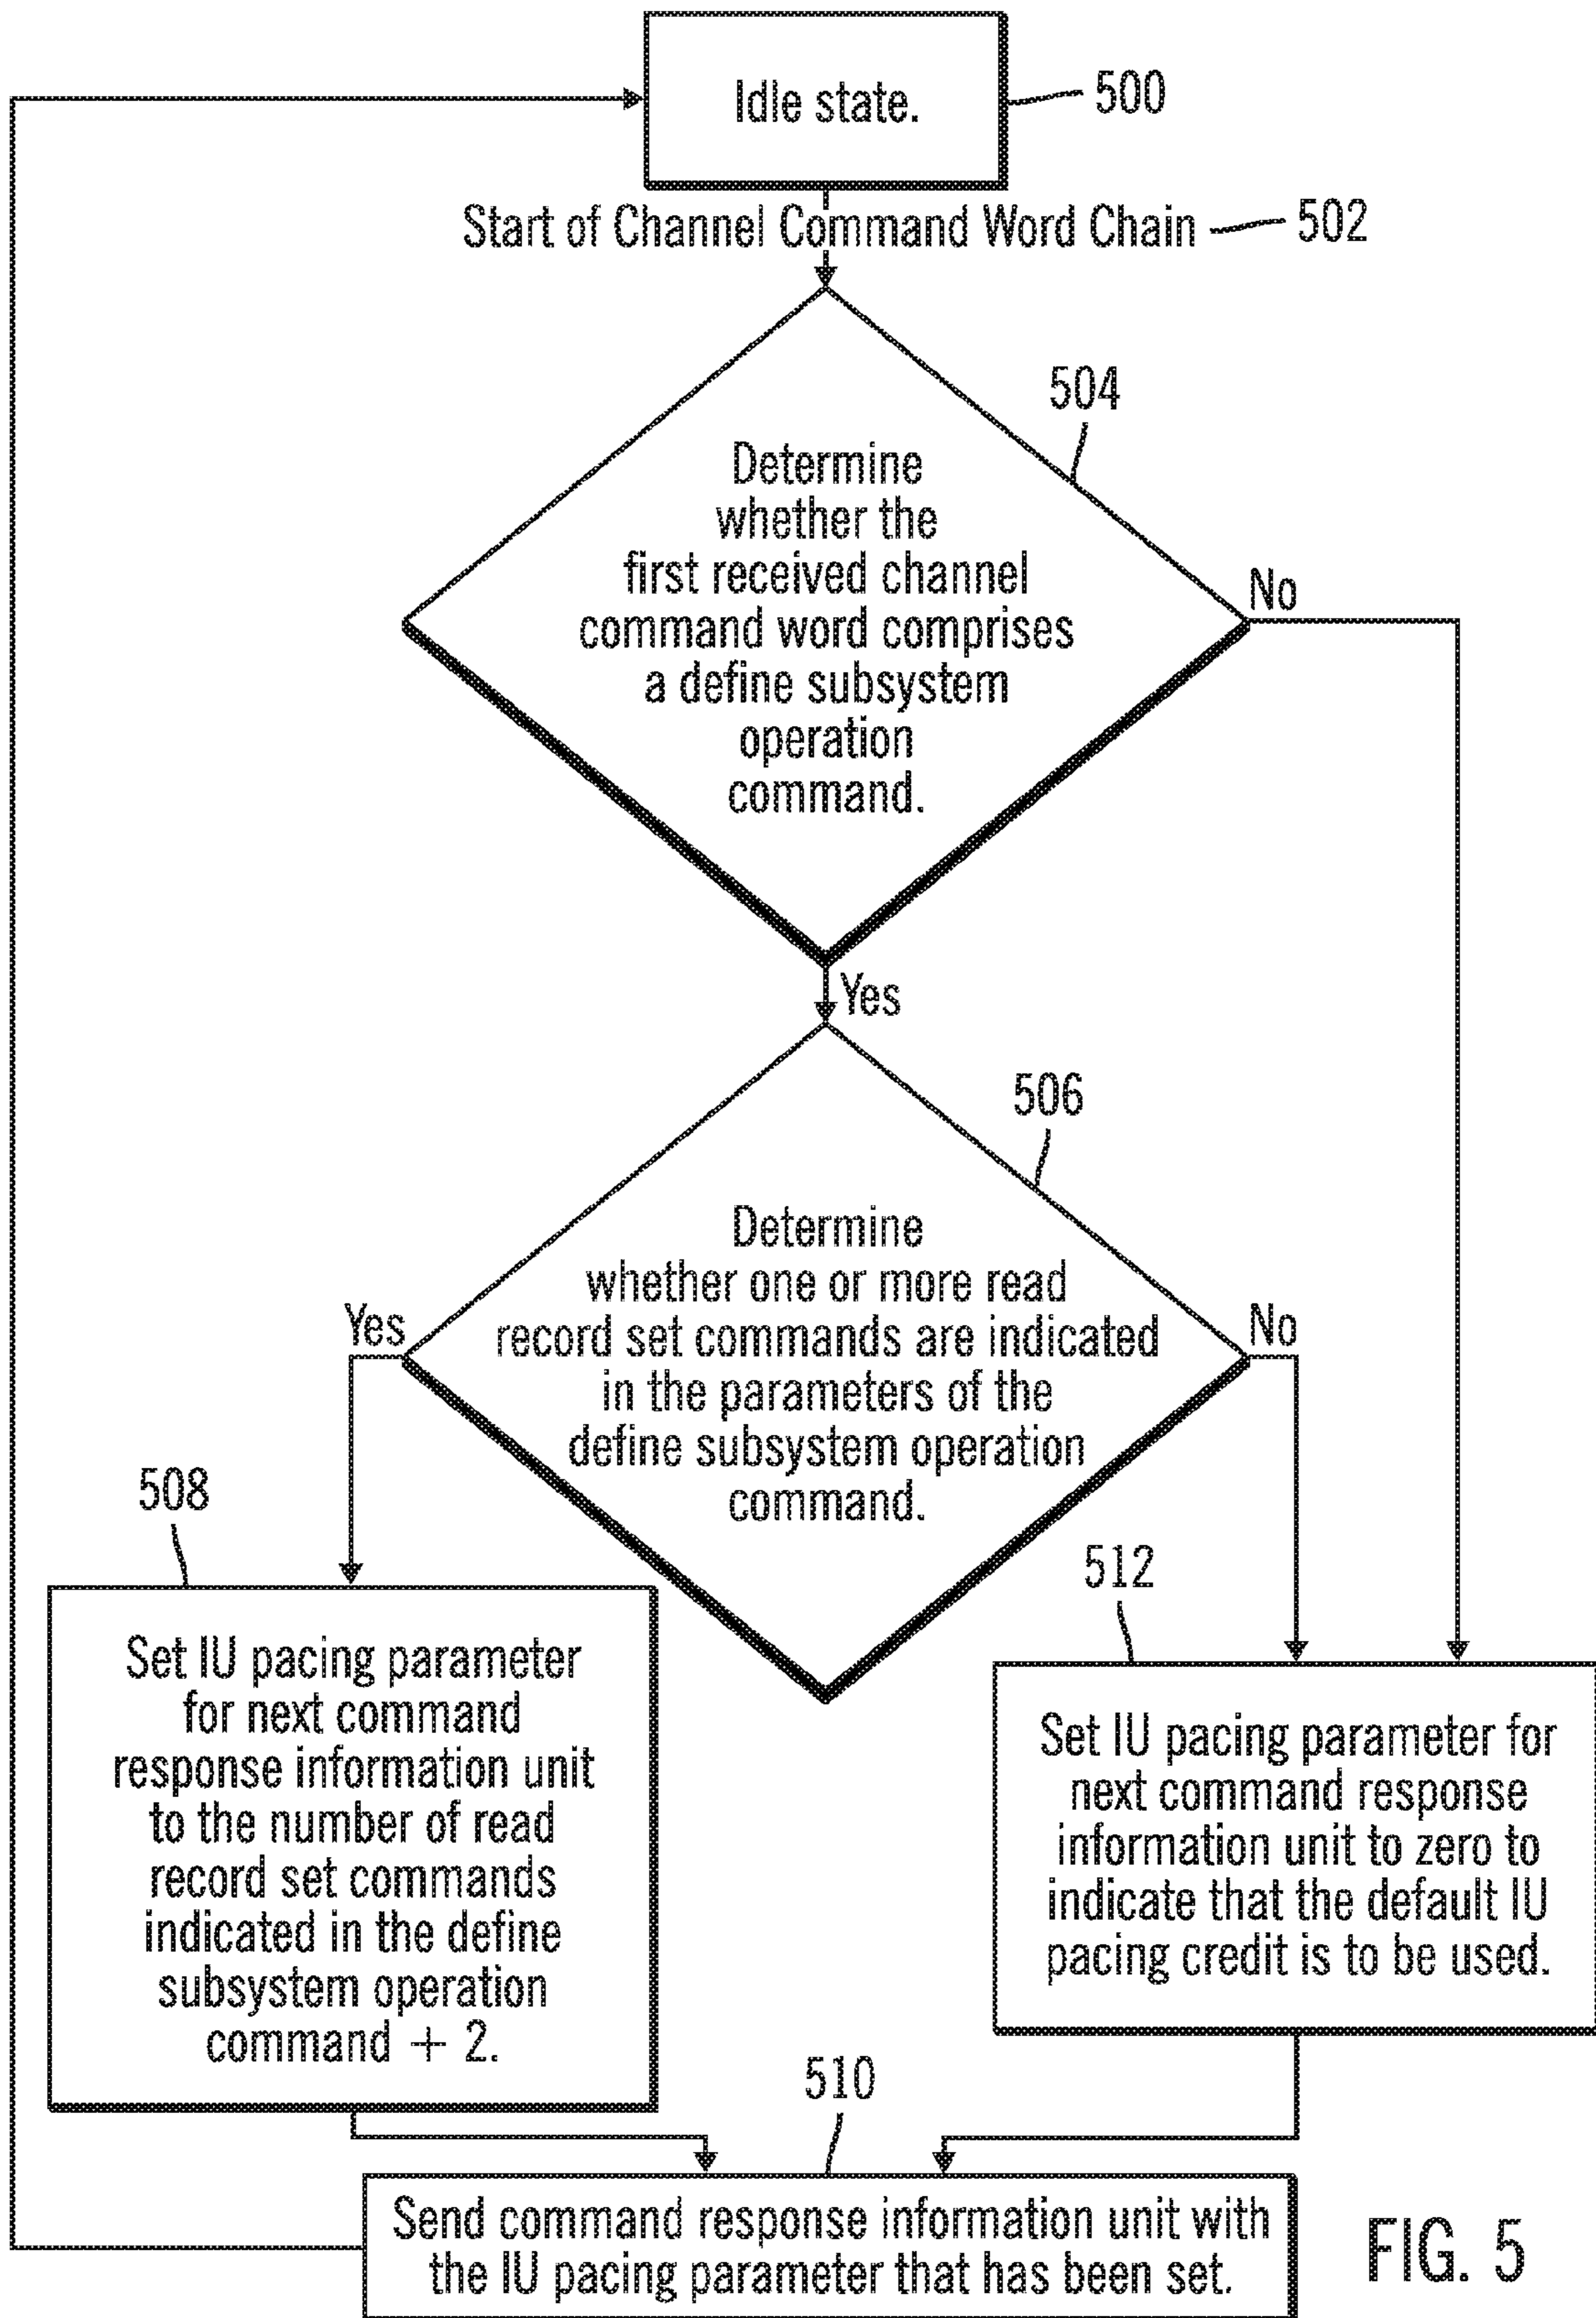 Idle state.
500
Start of Channel Command Word Chain
502
504
Determine
whether the
first received channel
command word comprises
a define subsystem
operation
command.
No
Yes
506
Determine
whether one or more read
record set commands are indicated
in the parameters of the
define subsystem operation
command.
Yes
No
508
Set IU pacing parameter
for next command
response information unit
to the number of read
record set commands
indicated in the define
subsystem operation
command + 2.
512
Set IU pacing parameter for
next command response
information unit to zero to
indicate that the default IU
pacing credit is to be used.
510
Send command response information unit with
the IU pacing parameter that has been set.
FIG. 5